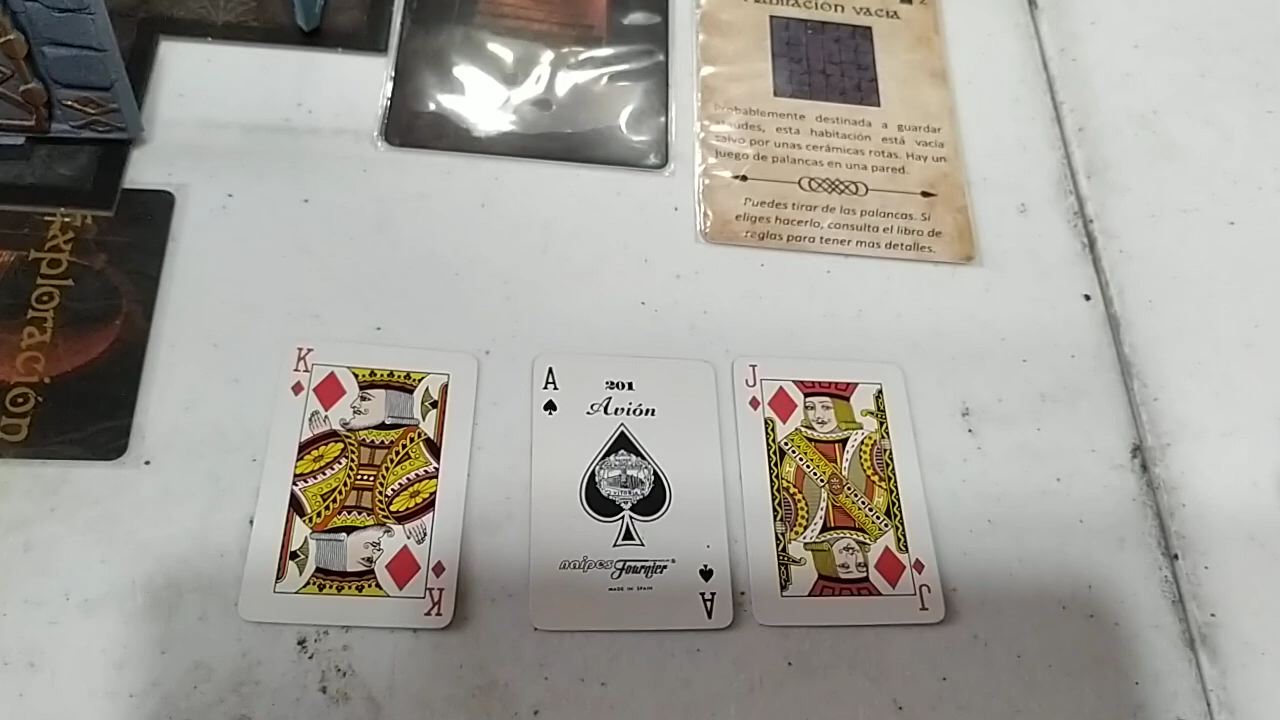 2
Habitación vacía
Probablemente destinada a guardar
ataúdes, esta habitación está vacía
salvo por unas cerámicas rotas. Hay un
juego de palancas en una pared.
Puedes tirar de las palancas. Si
eliges hacerlo, consulta el libro de
reglas para tener mas detalles.
Exploración
K
K
A
201
Avión
VITORIA
naipes Fournier
MADE IN SPAIN
A
J
J